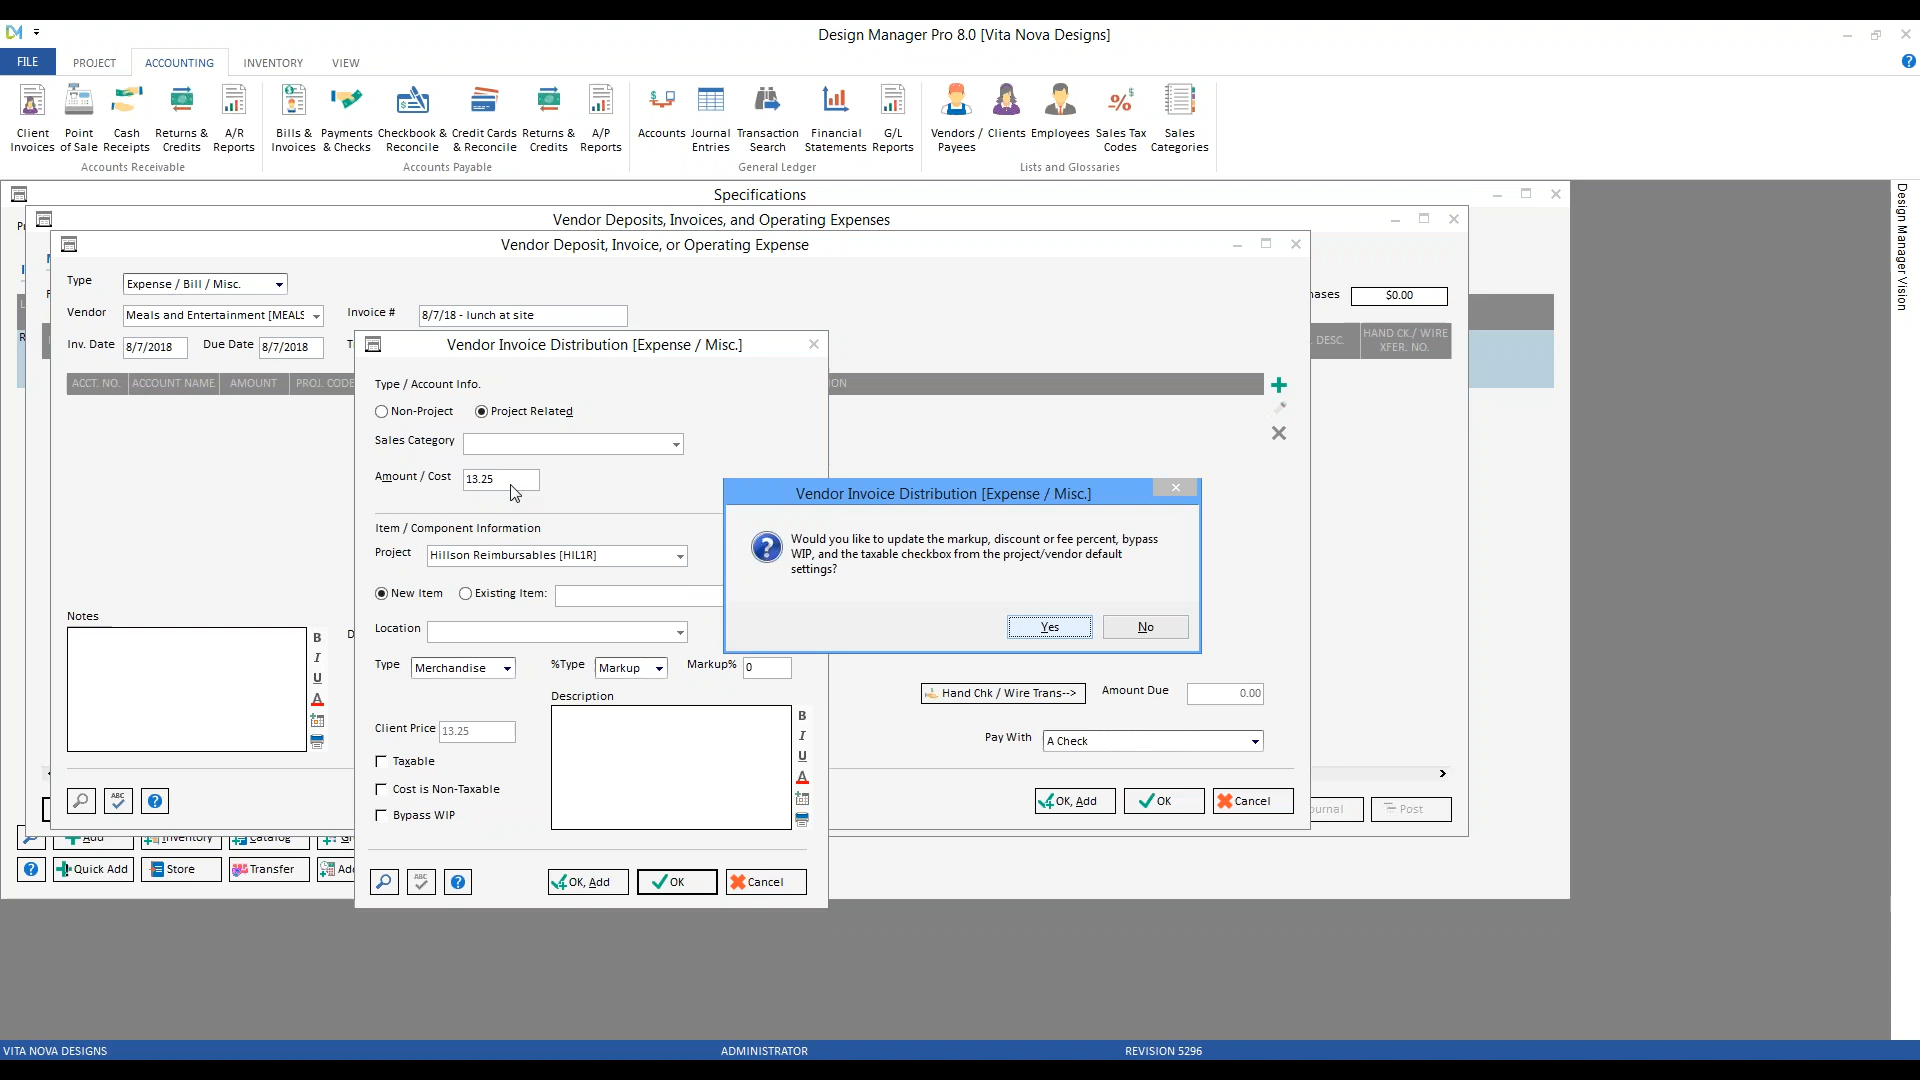 Design Manager Pro 8.0 [Vita Nova Designs]
FILE PROJECT ACCOUNTING INVENTORY VIEW
Client Invoices
Point of Sale
Cash Receipts
Returns & Credits
A/R Reports
Accounts Receivable
Bills & Invoices
Payments & Checks
Checkbook & Reconcile
Credit Cards & Reconcile
Returns & Credits
A/P Reports
Accounts Payable
Accounts
Journal Entries
Transaction Search
Financial Statements
G/L Reports
General Ledger
Vendors / Payees
Clients
Employees
Sales Tax Codes
Sales Categories
Lists and Glossaries
Design Manager Vision
Specifications
Vendor Deposits, Invoices, and Operating Expenses
Vendor Deposit, Invoice, or Operating Expense
Type Expense / Bill / Misc.
$0.00
Vendor Meals and Entertainment [MEALS Invoice # 8/7/18 - lunch at site
Inv. Date 8/7/2018 Due Date 8/7/2018
DESC. HAND CK./ WIRE XFER. NO.
ACCT. NO. ACCOUNT NAME AMOUNT PROJ. CODE
Vendor Invoice Distribution [Expense / Misc.]
Type / Account Info.
Non-Project Project Related
Sales Category
Amount / Cost 13.25
Item / Component Information
Project Hillson Reimbursables [HIL1R]
New Item Existing Item:
Location
Type Merchandise %Type Markup Markup% 0
Description
Client Price 13.25
Taxable
Cost is Non-Taxable
Bypass WIP
OK, Add OK Cancel
Vendor Invoice Distribution [Expense / Misc.]
Would you like to update the markup, discount or fee percent, bypass
WIP, and the taxable checkbox from the project/vendor default
settings?
Yes No
Notes
B
I
U
A
B
I
U
A
Hand Chk / Wire Trans--> Amount Due 0.00
Pay With A Check
ABC
OK, Add OK Cancel
Post
Add Inventory Catalog
Quick Add Store Transfer
ABC
VITA NOVA DESIGNS ADMINISTRATOR REVISION 5296